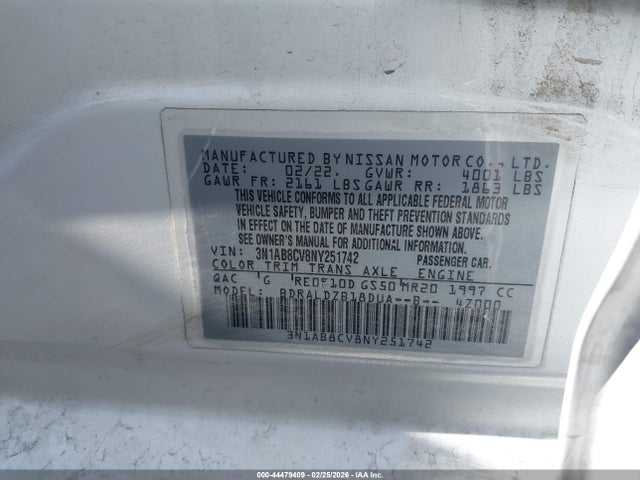 MANUFACTURED BY NISSAN MOTOR CO., LTD.
DATE: 02/22. GVWR: 4001 LBS
GAWR FR: 2161 LBS GAWR RR: 1863 LBS
THIS VEHICLE CONFORMS TO ALL APPLICABLE FEDERAL MOTOR
VEHICLE SAFETY, BUMPER AND THEFT PREVENTION STANDARDS
IN EFFECT ON THE DATE OF MANUFACTURE SHOWN ABOVE.
SEE OWNER'S MANUAL FOR ADDITIONAL INFORMATION.
VIN: 3N1AB8CV8NY251742 PASSENGER CAR.
COLOR TRIM TRANS AXLE ENGINE
QAC 'G 'RE0F10D GS50'MR20 1997 CC
MODEL: BDRALDZB18DUA--B-- 4Z000
3N1AB8CV8NY251742
000-44479409 - 02/25/2026 - IAAI.COM